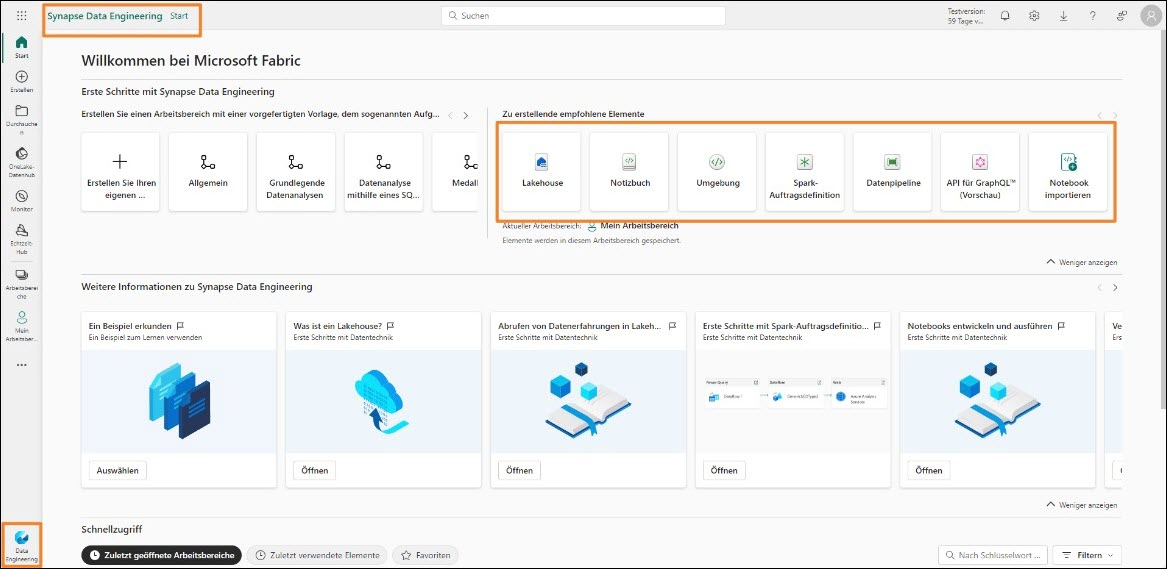 Synapse Data Engineering Start
Suchen
Testversion:
59 Tage v...
Start
Erstellen
Durchsuche
n
OneLake-
Datenhub
Monitor
Echtzeit-
Hub
Arbeitsberei
che
Mein
Arbeitsber...
Data
Engineering
Willkommen bei Microsoft Fabric
Erste Schritte mit Synapse Data Engineering
Erstellen Sie einen Arbeitsbereich mit einer vorgefertigten Vorlage, dem sogenannten Aufg...
Erstellen Sie Ihren
eigenen ...
Allgemein
Grundlegende
Datenanalysen
Datenanalyse
mithilfe eines SQ...
Medall
Zu erstellende empfohlene Elemente
Lakehouse
Notizbuch
Umgebung
Spark-
Auftragsdefinition
Datenpipeline
API für GraphQL™
(Vorschau)
Notebook
importieren
Aktueller Arbeitsbereich: Mein Arbeitsbereich
Elemente werden in diesem Arbeitsbereich gespeichert.
Weniger anzeigen
Weitere Informationen zu Synapse Data Engineering
Ein Beispiel erkunden
Ein Beispiel zum Lernen verwenden
Auswählen
Was ist ein Lakehouse?
Erste Schritte mit Datentechnik
Öffnen
Abrufen von Datenerfahrungen in Lakeh...
Erste Schritte mit Datentechnik
Öffnen
Erste Schritte mit Spark-Auftragsdefinitio...
Erste Schritte mit Datentechnik
Öffnen
Notebooks entwickeln und ausführen
Erste Schritte mit Datentechnik
Öffnen
Ve
Ers
Weniger anzeigen
Schnellzugriff
Zuletzt geöffnete Arbeitsbereiche
Zuletzt verwendete Elemente
Favoriten
Nach Schlüsselwort ...
Filtern